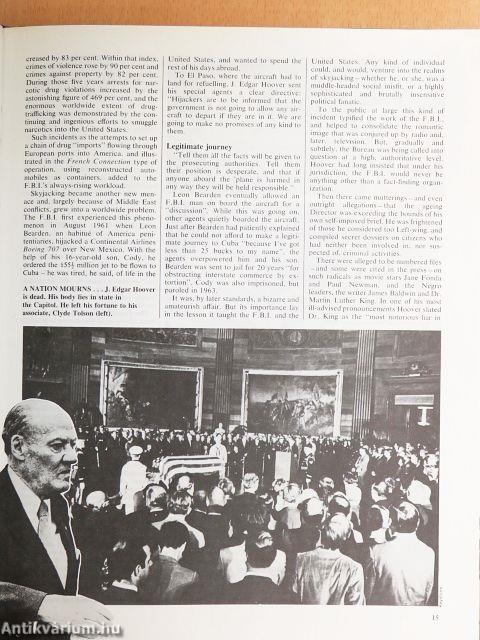 creased by 83 per cent. Within that index,
crimes of violence rose by 90 per cent and
crimes against property by 82 per cent.
During those five years arrests for nar-
cotic drug violations increased by the
astonishing figure of 469 per cent, and the
enormous worldwide extent of drug-
trafficking was demonstrated by the con-
tinuing and ingenious efforts to smuggle
narcotics into the United States.
Such incidents as the attempts to set up
a chain of drug "imports" flowing through
European ports into America, and illus-
trated in the French Connection type of
operation, using reconstructed auto-
mobiles as containers, added to the
F.B.I.'s always-rising workload.
Skyjacking became another new men-
ace and, largely because of Middle East
conflicts, grew into a worldwide problem.
The F.B.I. first experienced this pheno-
menon in August 1961 when Leon
Bearden, an habitué of America peni-
tentiaries, hijacked a Continental Airlines
Boeing 707 over New Mexico. With the
help of his 16-year-old son, Cody, he
ordered the $5½ million jet to be flown to
Cuba – he was tired, he said, of life in the
A NATION MOURNS . . . J. Edgar Hoover
is dead. His body lies in state in
the Capitol. He left his fortune to his
associate, Clyde Tolson (left).
United States, and wanted to spend the
rest of his days abroad.
To El Paso, where the aircraft had to
land for refuelling, J. Edgar Hoover sent
his special agents a clear directive:
"Hijackers are to be informed that the
government is not going to allow any air-
craft to depart if they are in it. We are
going to make no promises of any kind to
them.
Legitimate journey
"Tell them all the facts will be given to
the prosecuting authorities. Tell them
their position is desperate, and that if
anyone aboard the plane is harmed in
any way they will be held responsible."
Leon Bearden eventually allowed an
F.B.I. man on board the aircraft for a
"discussion". While this was going on,
other agents quietly boarded the aircraft.
Just after Bearden had patiently explained
that he could not afford to make a legiti-
mate journey to Cuba "because I've got
less than 25 bucks to my name", the
agents overpowered him and his son.
Bearden was sent to jail for 20 years "for
obstructing interstate commerce by ex-
tortion". Cody was also imprisoned, but
paroled in 1963.
It was, by later standards, a bizarre and
amateurish affair. But its importance lay
in the lesson it taught the F.B.I. and the
United States. Any kind of individual
could, and would, venture into the realms
of skyjacking – whether he, or she, was a
muddle-headed social misfit, or a highly
sophisticated and brutally insensitive
political fanatic.
To the public at large this kind of
incident typified the work of the F.B.I.,
and helped to consolidate the romantic
image that was conjured up by radio and,
later, television. But, gradually and
subtly, the Bureau was being called into
question at a high, authoritative level.
Hoover had long insisted that under his
jurisdiction, the F.B.I. would never be
anything other than a fact-finding organ-
ization.
Then there came mutterings – and even
outright allegations – that the ageing
Director was exceeding the bounds of his
own self-imposed brief. He was frightened
of those he considered too Left-wing, and
compiled secret dossiers on citizens who
had neither been involved in, nor sus-
pected of, criminal activities.
There were alleged to be numbered files
– and some were cited in the press – on
such radicals as movie stars Jane Fonda
and Paul Newman, and the Negro
leaders, the writer James Baldwin and Dr.
Martin Luther King. In one of his most
ill-advised pronouncements Hoover slated
Dr. King as the "most notorious liar in
15
Antikvárium.hu